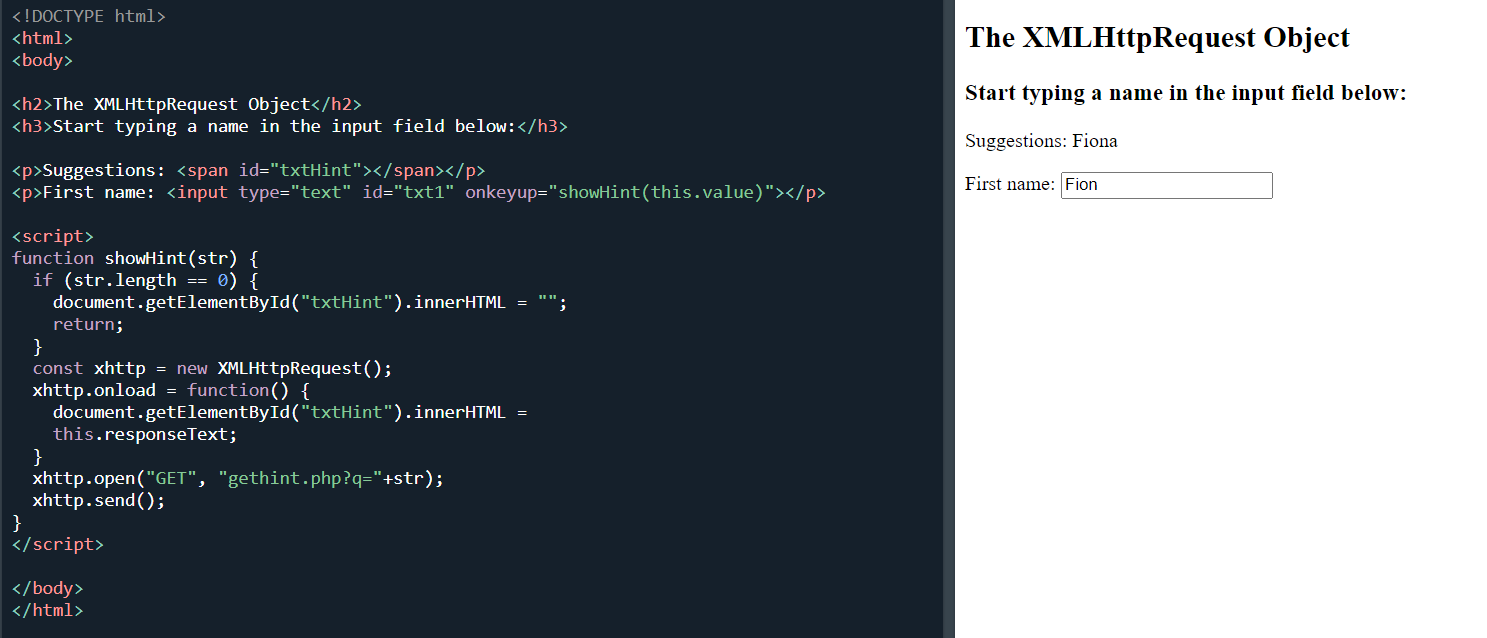 <!DOCTYPE html>
<html>
<body>

<h2>The XMLHttpRequest Object</h2>
<h3>Start typing a name in the input field below:</h3>

<p>Suggestions: <span id="txtHint"></span></p>
<p>First name: <input type="text" id="txt1" onkeyup="showHint(this.value)"></p>

<script>
function showHint(str) {
  if (str.length == 0) {
    document.getElementById("txtHint").innerHTML = "";
    return;
  }
  const xhttp = new XMLHttpRequest();
  xhttp.onload = function() {
    document.getElementById("txtHint").innerHTML =
    this.responseText;
  }
  xhttp.open("GET", "gethint.php?q="+str);
  xhttp.send();
}
</script>

</body>
</html>
The XMLHttpRequest Object
Start typing a name in the input field below:
Suggestions: Fiona
First name: Fion